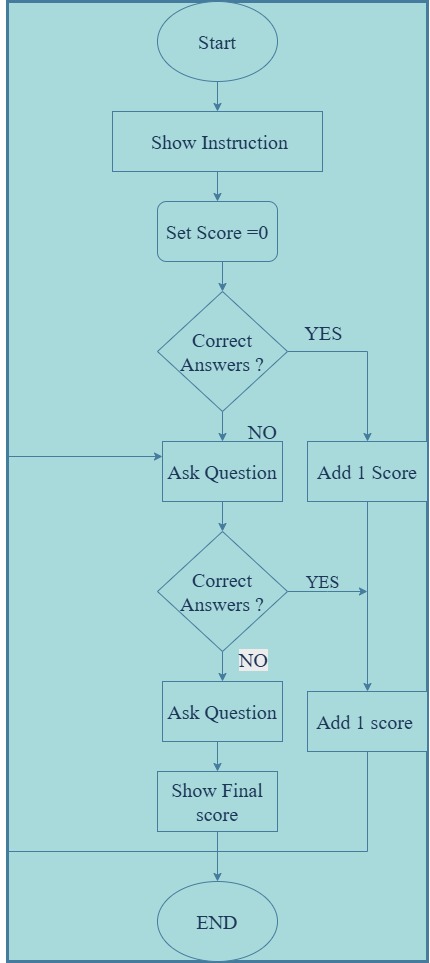 Start
Show Instruction
Set Score =0
Correct
Answers ?
YES
NO
Ask Question
Add 1 Score
Correct
Answers ?
YES
NO
Ask Question
Add 1 score
Show Final
score
END